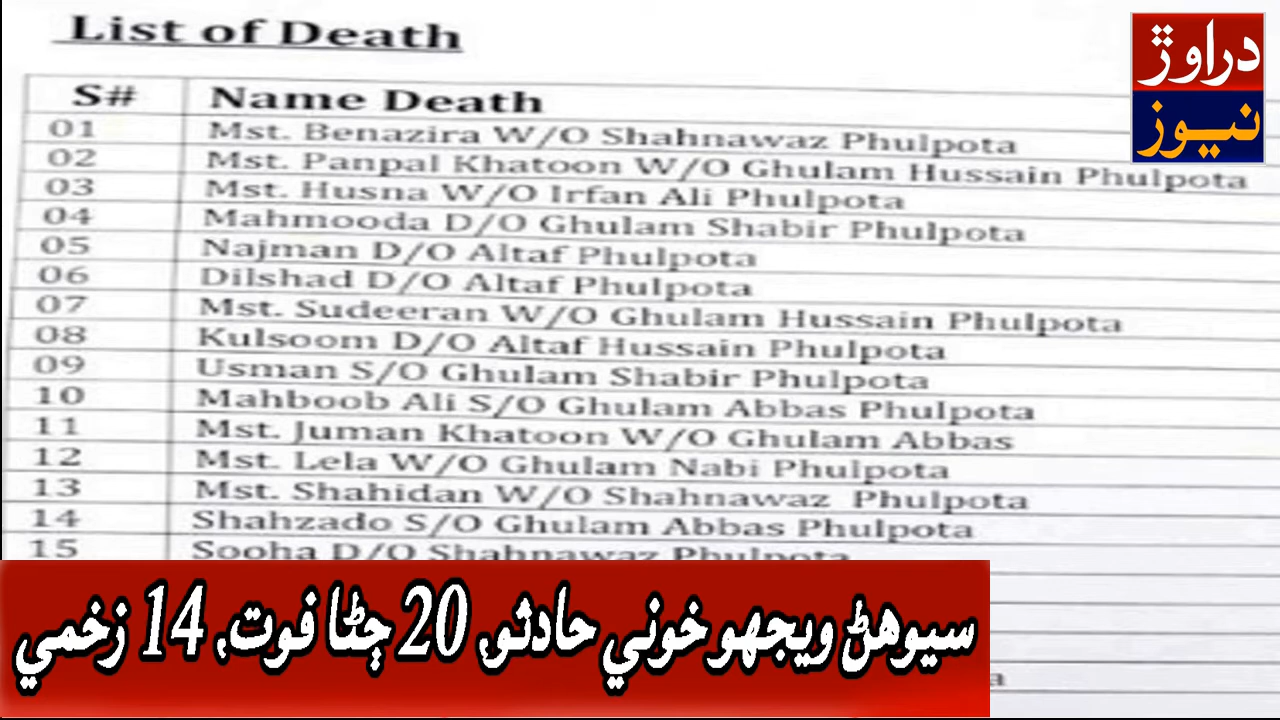 List of Death
دراوڙ
نيوز
S# Name Death
01 Mst. Benazira W/O Shahnawaz Phulpota
02 Mst. Panpal Khatoon W/O Ghulam Hussain Phulpota
03 Mst. Husna W/O Irfan Ali Phulpota
04 Mahmooda D/O Ghulam Shabir Phulpota
05 Najman D/O Altaf Phulpota
06 Dilshad D/O Altaf Phulpota
07 Mst. Sudeeran W/O Ghulam Hussain Phulpota
08 Kulsoom D/O Altaf Hussain Phulpota
09 Usman S/O Ghulam Shabir Phulpota
10 Mahboob Ali S/O Ghulam Abbas Phulpota
11 Mst. Juman Khatoon W/O Ghulam Abbas
12 Mst. Lela W/O Ghulam Nabi Phulpota
13 Mst. Shahidan W/O Shahnawaz Phulpota
14 Shahzado S/O Ghulam Abbas Phulpota
15 Sooha D/O Shahnawaz Phulpota
سيوهڻ ويجهو خوني حادثو، 20 ڄڻا فوت، 14 زخمي